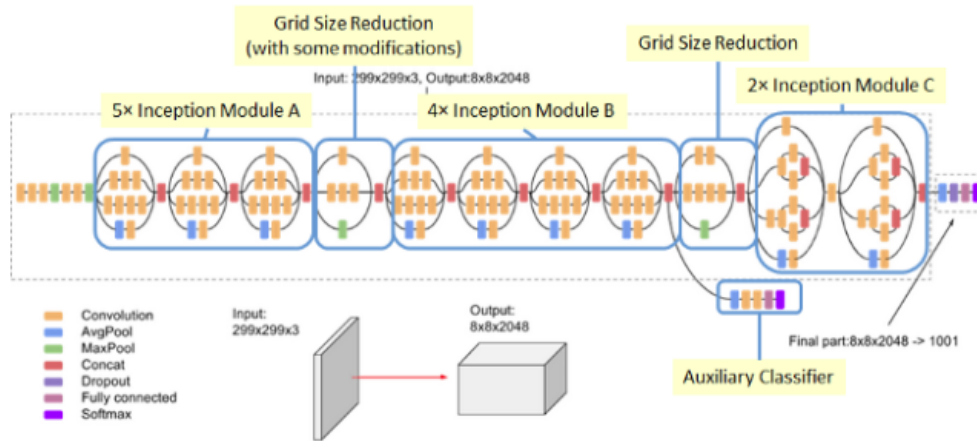 Grid Size Reduction
(with some modifications)
Grid Size Reduction
Input: 299x299x3, Output:8x8x2048
5× Inception Module A
4× Inception Module B
2× Inception Module C
Convolution
AvgPool
MaxPool
Concat
Dropout
Fully connected
Softmax
Input:
299x299x3
Output:
8x8x2048
Final part:8x8x2048 -> 1001
Auxiliary Classifier